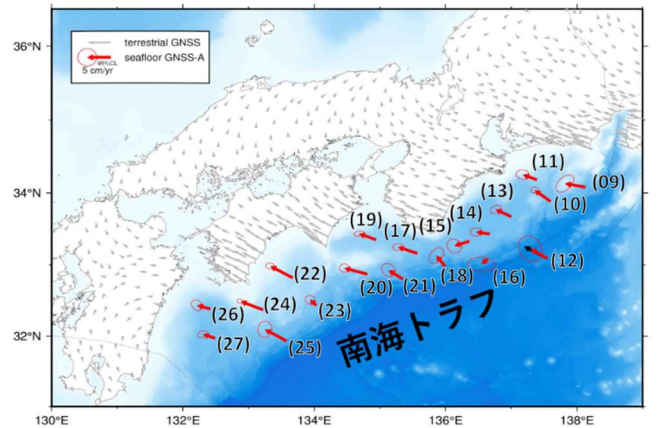 36°N
terrestrial GNSS
seafloor GNSS-A
95%CL
5 cm/yr
34°N
(11)
(09)
(13)
(10)
(14)
(15)
(19)
(17)
(12)
(18)
(16)
(22)
(20)
(21)
(23)
(24)
(26)
南海トラフ
32°N
(27)
(25)
130°E
132°E
134°E
136°E
138°E